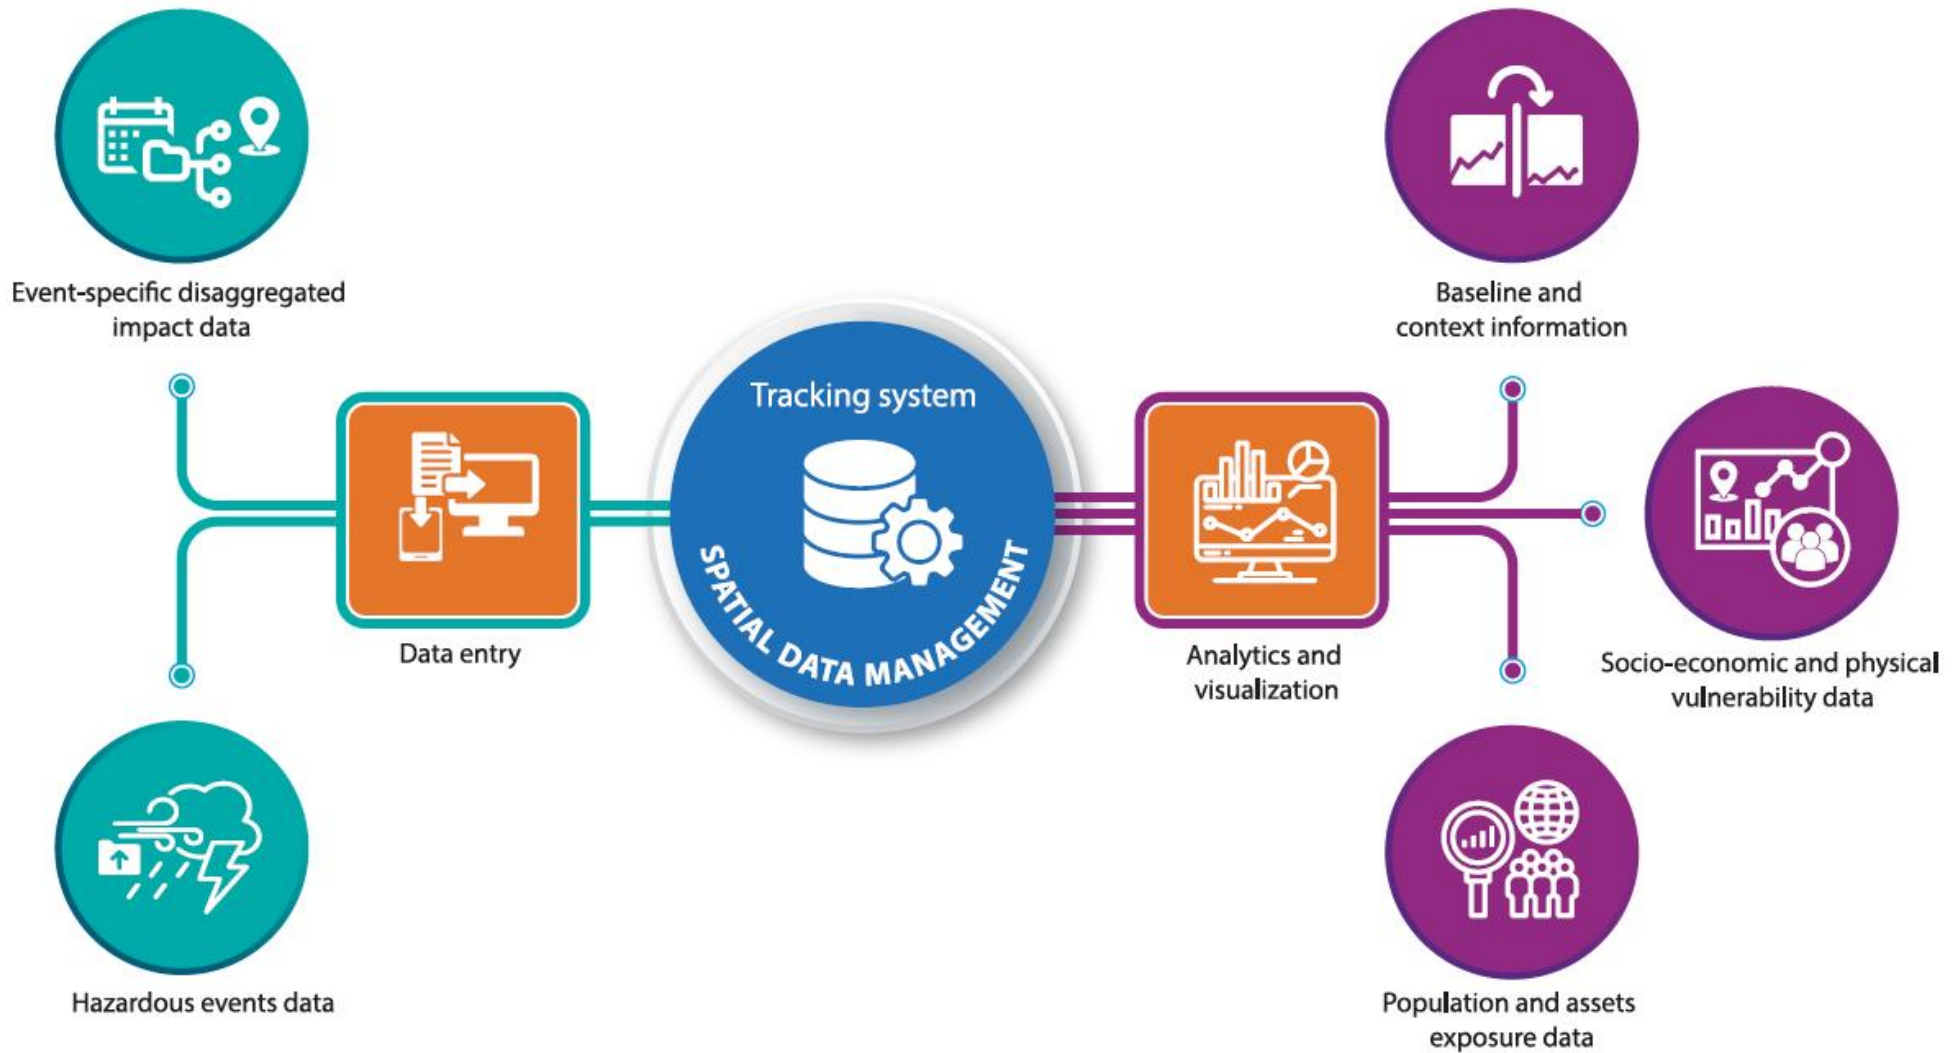 Event-specific disaggregated
impact data
Baseline and
context information
Tracking system
SPATIAL DATA MANAGEMENT
Data entry
Analytics and
visualization
Socio-economic and physical
vulnerability data
Hazardous events data
Population and assets
exposure data